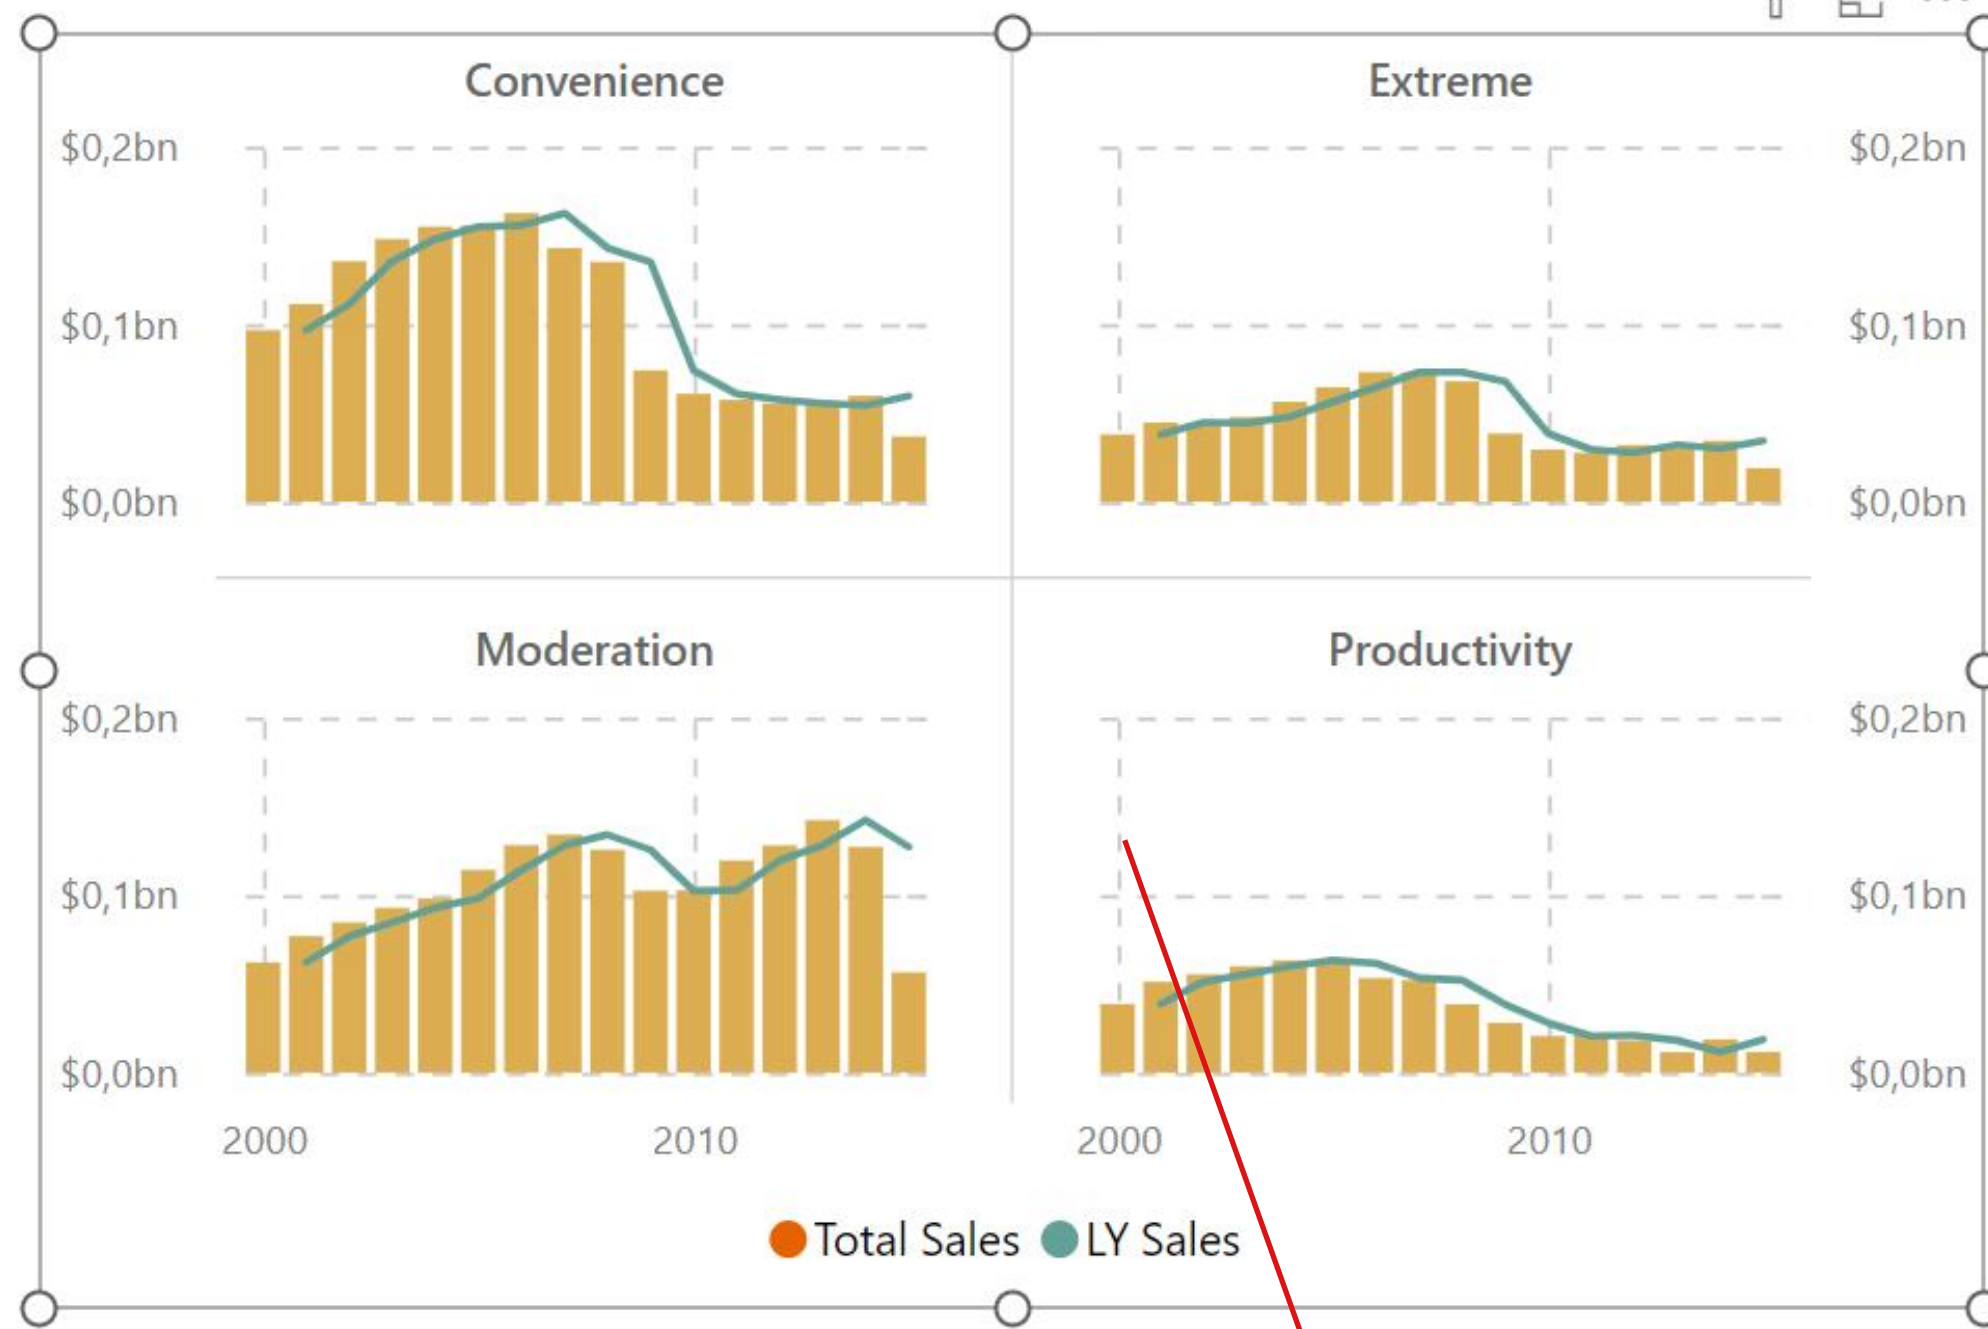 Convenience
Extreme
$0,2bn
$0,2bn
$0,1bn
$0,1bn
$0,0bn
$0,0bn
Moderation
Productivity
$0,2bn
$0,2bn
$0,1bn
$0,1bn
$0,0bn
$0,0bn
2000 2010 2000 2010
Total Sales LY Sales